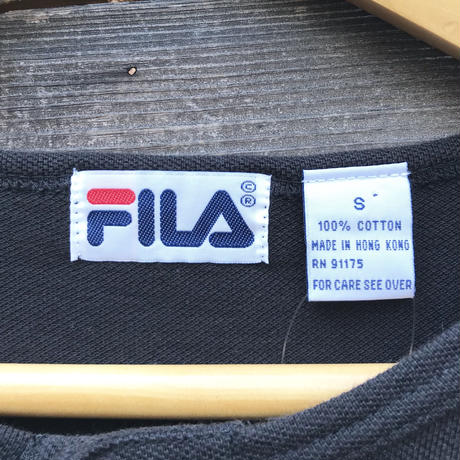 FILA ©®
S
100% COTTON
MADE IN HONG KONG
RN 91175
FOR CARE SEE OVER